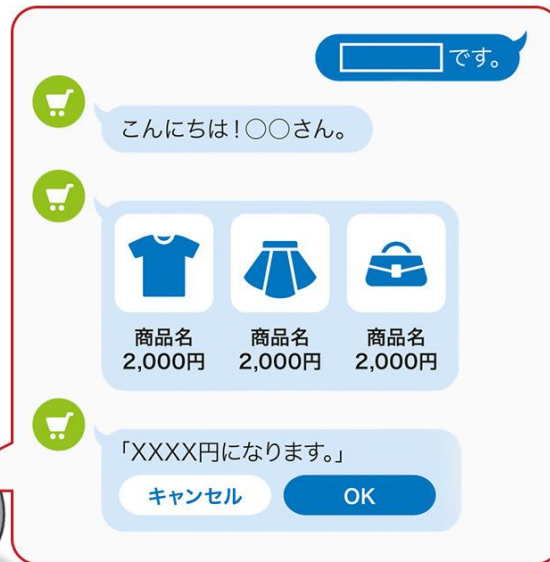 です。
こんにちは!○○さん。
商品名 商品名 商品名
2,000円 2,000円 2,000円
「XXXX円になります。」
キャンセル OK